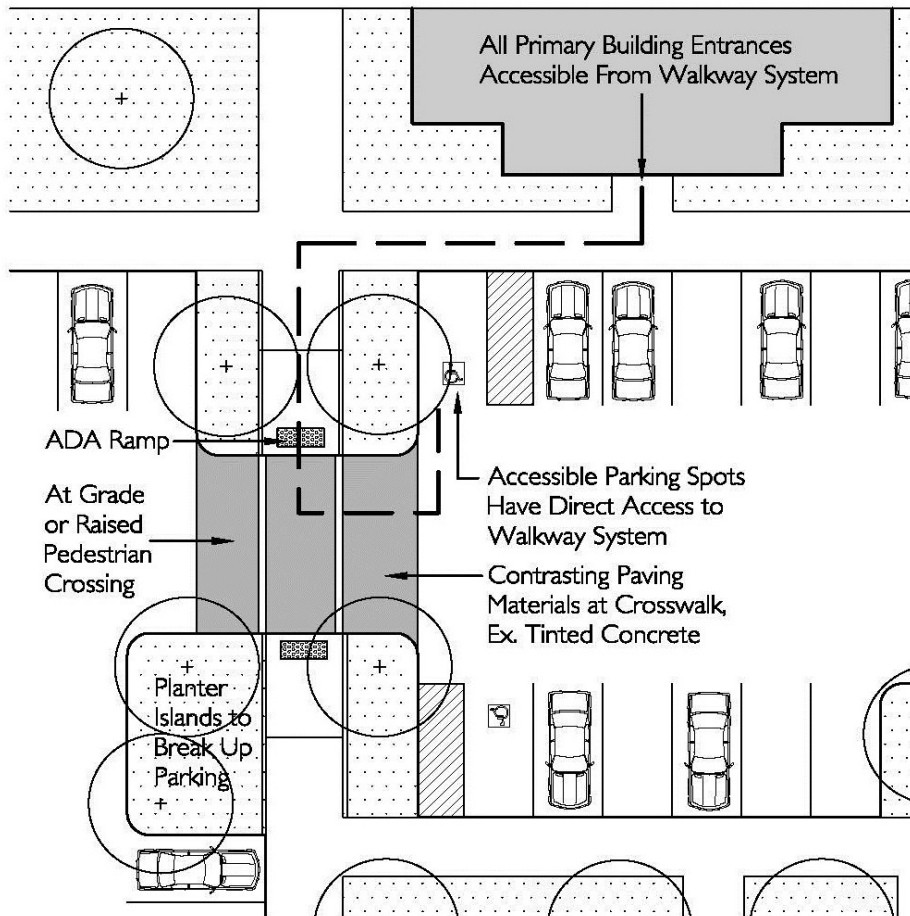 All Primary Building Entrances
Accessible From Walkway System
ADA Ramp
At Grade
or Raised
Pedestrian
Crossing
Accessible Parking Spots
Have Direct Access to
Walkway System
Contrasting Paving
Materials at Crosswalk,
Ex. Tinted Concrete
Planter
Islands to
Break Up
Parking